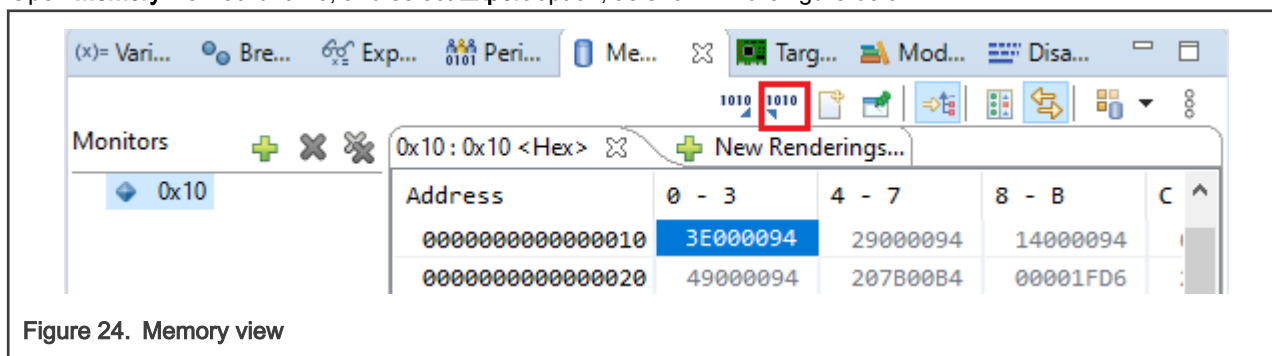 (x)= Vari... Bre... Exp... Peri... Me... Targ... Mod... Disa...
1010 1010
Monitors 0x10 : 0x10 <Hex> New Renderings...
0x10 Address 0 - 3 4 - 7 8 - B C
0000000000000010 3E000094 29000094 14000094
0000000000000020 49000094 207B00B4 00001FD6
Figure 24. Memory view